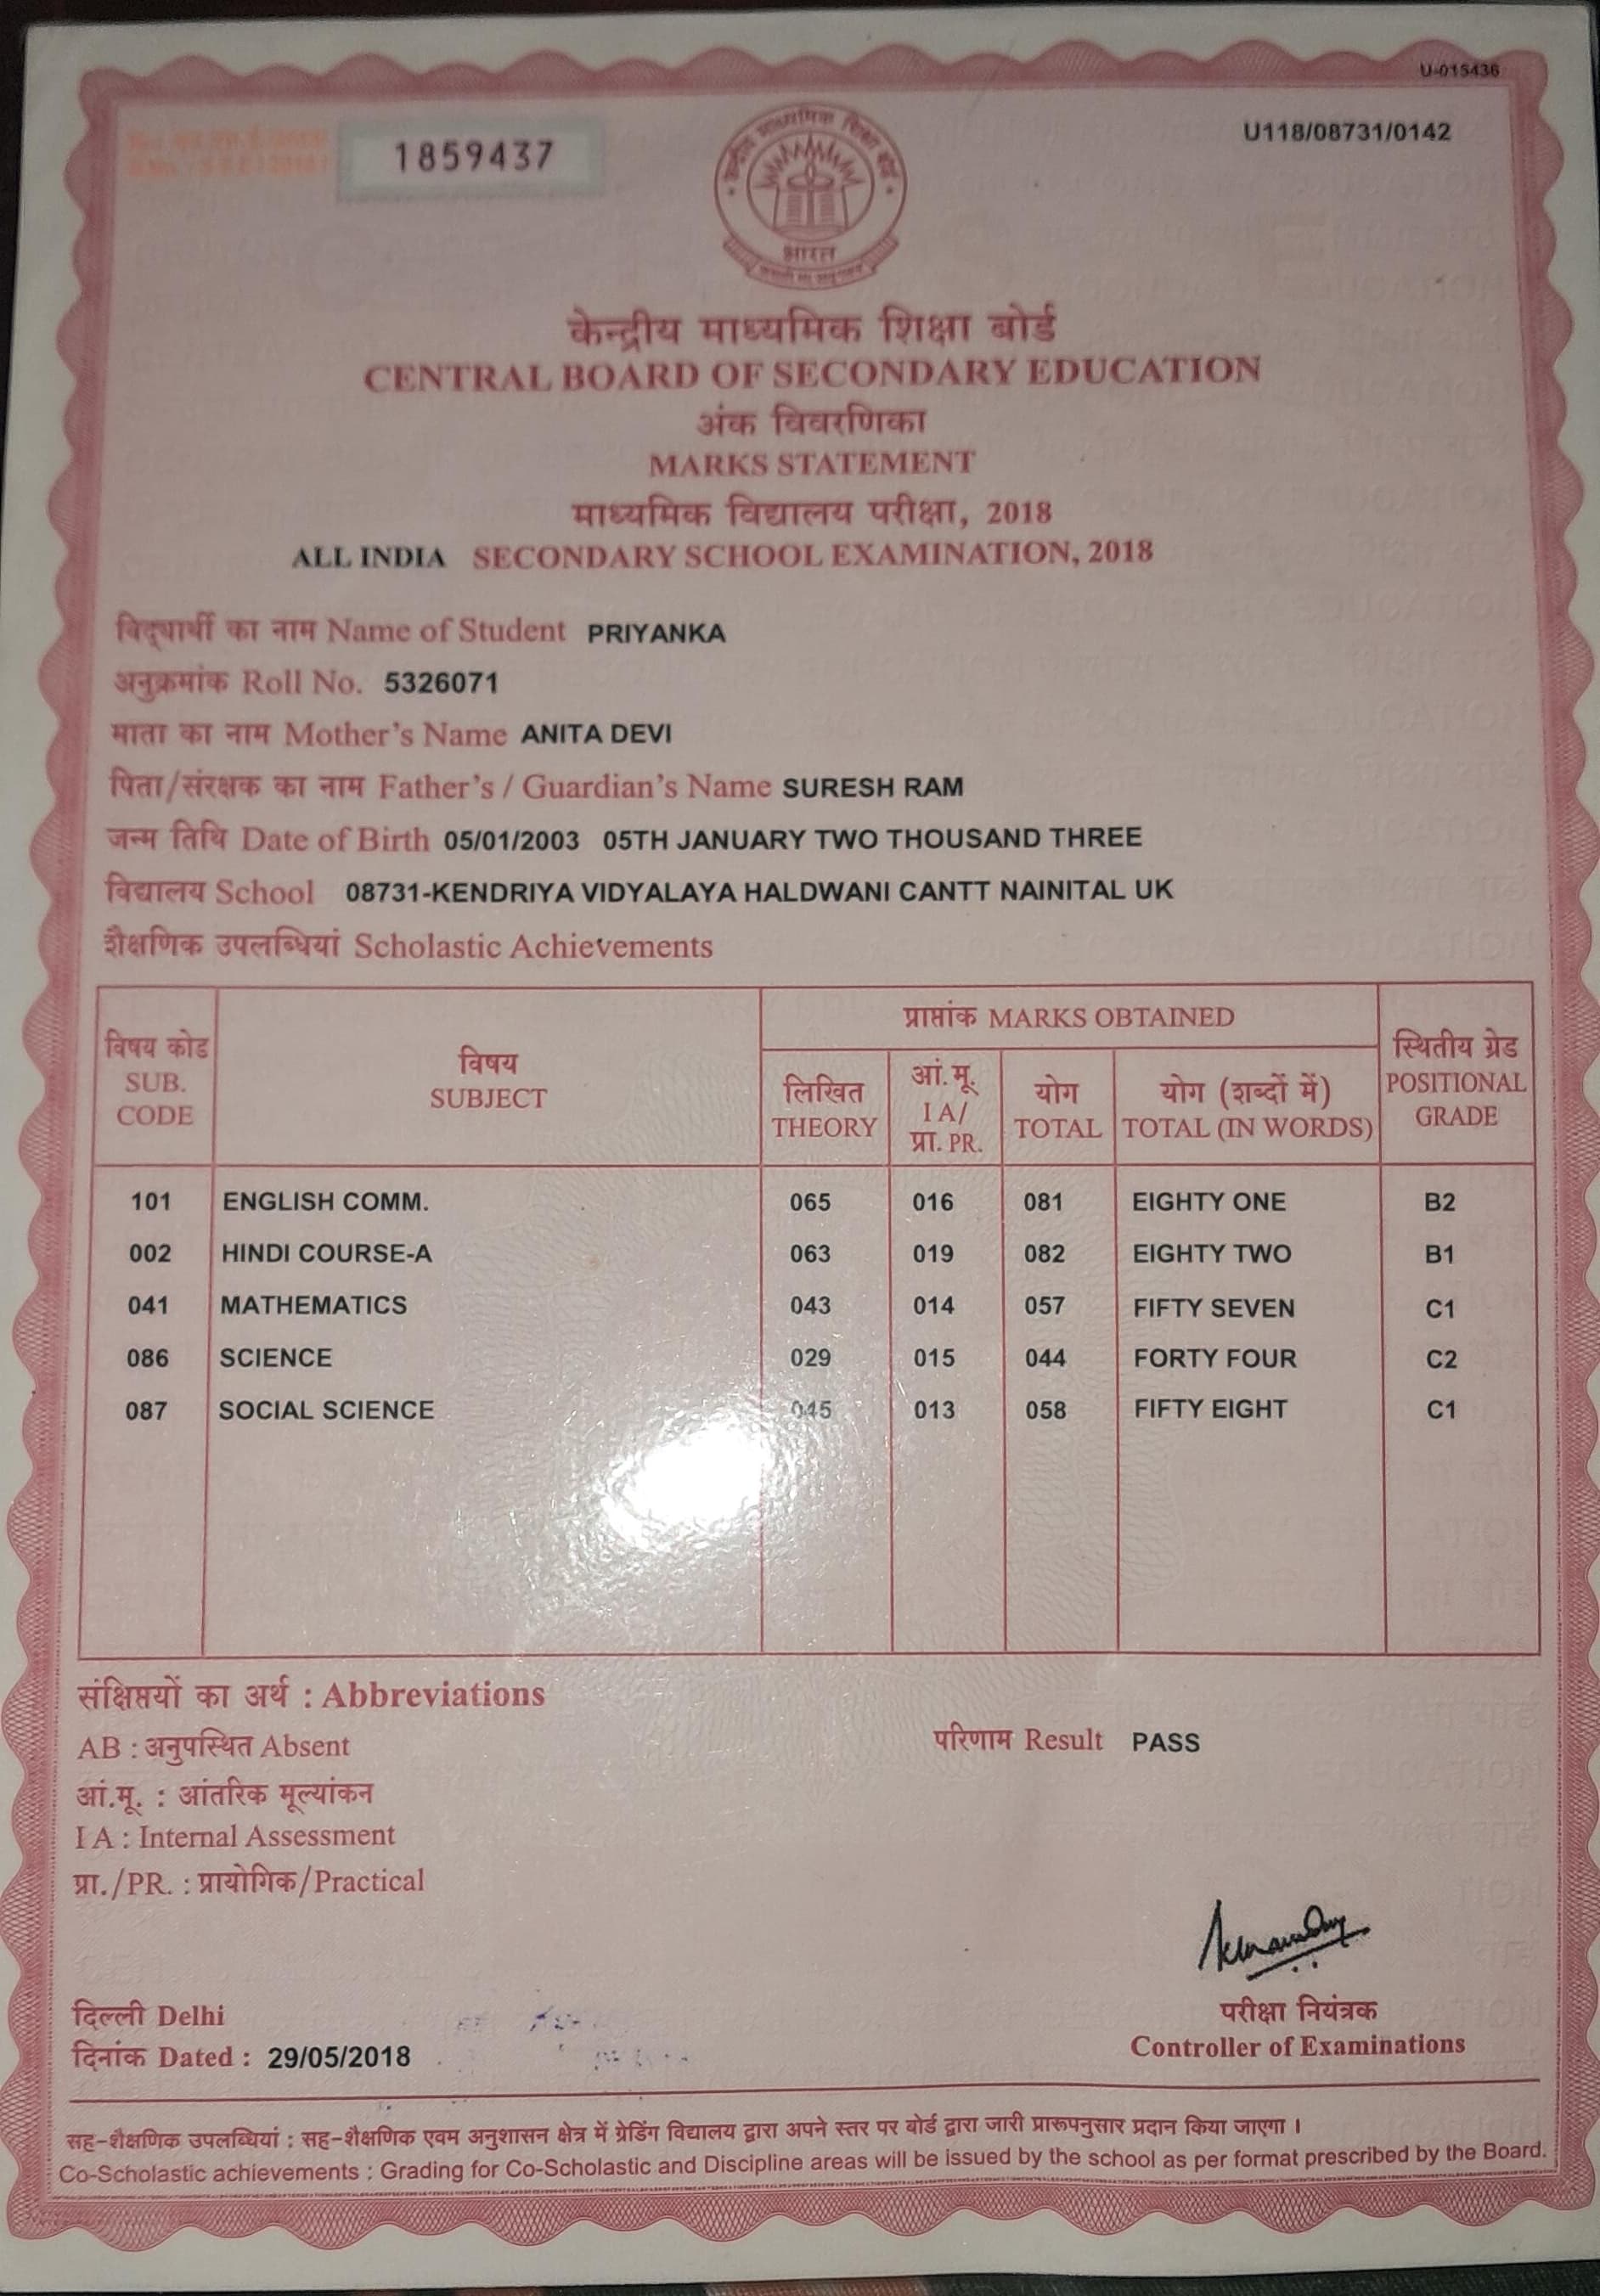 U-015436
1859437
U118/08731/0142
भारत
केन्द्रीय माध्यमिक शिक्षा बोर्ड
CENTRAL BOARD OF SECONDARY EDUCATION
अंक विवरणिका
MARKS STATEMENT
माध्यमिक विद्यालय परीक्षा, 2018
ALL INDIA SECONDARY SCHOOL EXAMINATION, 2018
विद्यार्थी का नाम Name of Student PRIYANKA
अनुक्रमांक Roll No. 5326071
माता का नाम Mother's Name ANITA DEVI
पिता/संरक्षक का नाम Father's / Guardian's Name SURESH RAM
जन्म तिथि Date of Birth 05/01/2003 05TH JANUARY TWO THOUSAND THREE
विद्यालय School 08731-KENDRIYA VIDYALAYA HALDWANI CANTT NAINITAL UK
शैक्षणिक उपलब्धियां Scholastic Achievements
विषय कोड SUB. CODE
विषय SUBJECT
प्राप्तांक MARKS OBTAINED
लिखित THEORY
आं.मू. I A/ प्रा. PR.
योग TOTAL
योग (शब्दों में) TOTAL (IN WORDS)
स्थितीय ग्रेड POSITIONAL GRADE
101 ENGLISH COMM. 065 016 081 EIGHTY ONE B2
002 HINDI COURSE-A 063 019 082 EIGHTY TWO B1
041 MATHEMATICS 043 014 057 FIFTY SEVEN C1
086 SCIENCE 029 015 044 FORTY FOUR C2
087 SOCIAL SCIENCE 045 013 058 FIFTY EIGHT C1
संक्षिप्तयों का अर्थ : Abbreviations
AB : अनुपस्थित Absent
परिणाम Result PASS
आं.मू. : आंतरिक मूल्यांकन
I A : Internal Assessment
प्रा./PR. : प्रायोगिक/Practical
दिल्ली Delhi
दिनांक Dated : 29/05/2018
परीक्षा नियंत्रक
Controller of Examinations
सह-शैक्षणिक उपलब्धियां : सह-शैक्षणिक एवम अनुशासन क्षेत्र में ग्रेडिंग विद्यालय द्वारा अपने स्तर पर बोर्ड द्वारा जारी प्रारूपनुसार प्रदान किया जाएगा ।
Co-Scholastic achievements : Grading for Co-Scholastic and Discipline areas will be issued by the school as per format prescribed by the Board.